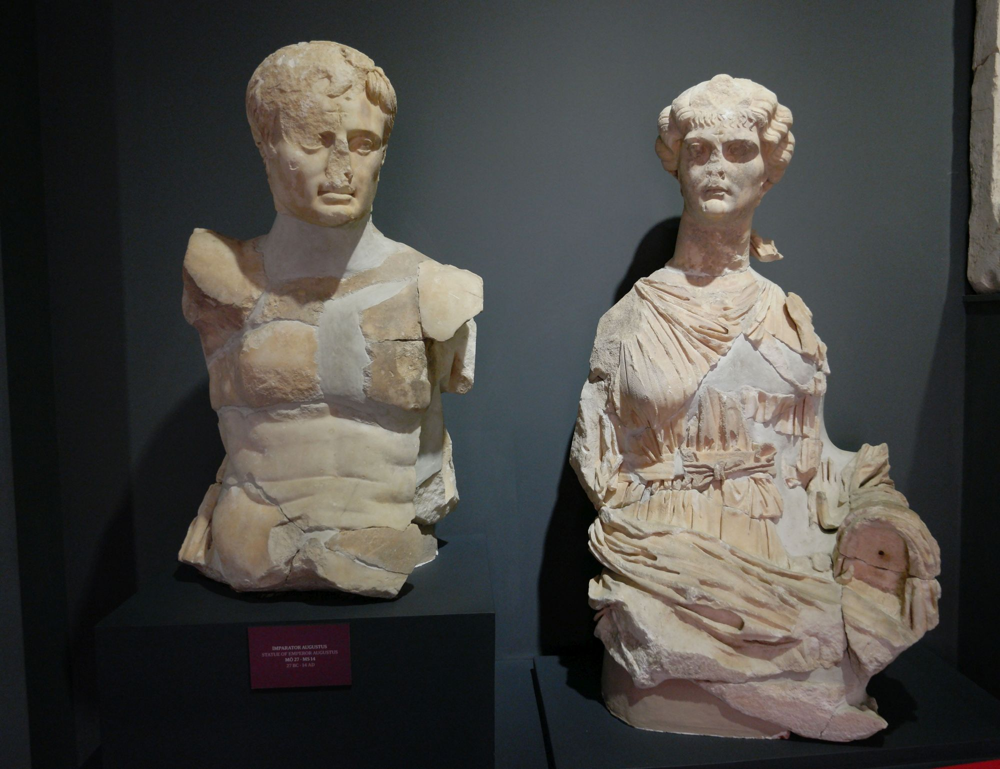 İMPARATOR AUGUSTUS
STATUE OF EMPEROR AUGUSTUS
MÖ 27 - MS 14
27 BC - 14 AD